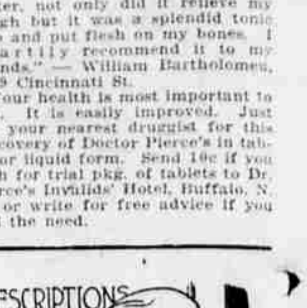 ter, not only did it relieve my
gh but it was a splendid tonic
and put flesh on my bones. I
artily recommend it to my
nds." — William Bartholomeu,
9 Cincinnati St.
our health is most important to
. It is easily improved. Just
your nearest druggist for this
covery of Doctor Pierce's in tab-
or liquid form. Send 10c if you
h for trial pkg. of tablets to Dr.
rce's Invalids' Hotel, Buffalo, N.
or write for free advice if you
l the need.
ESCRIPTIONS